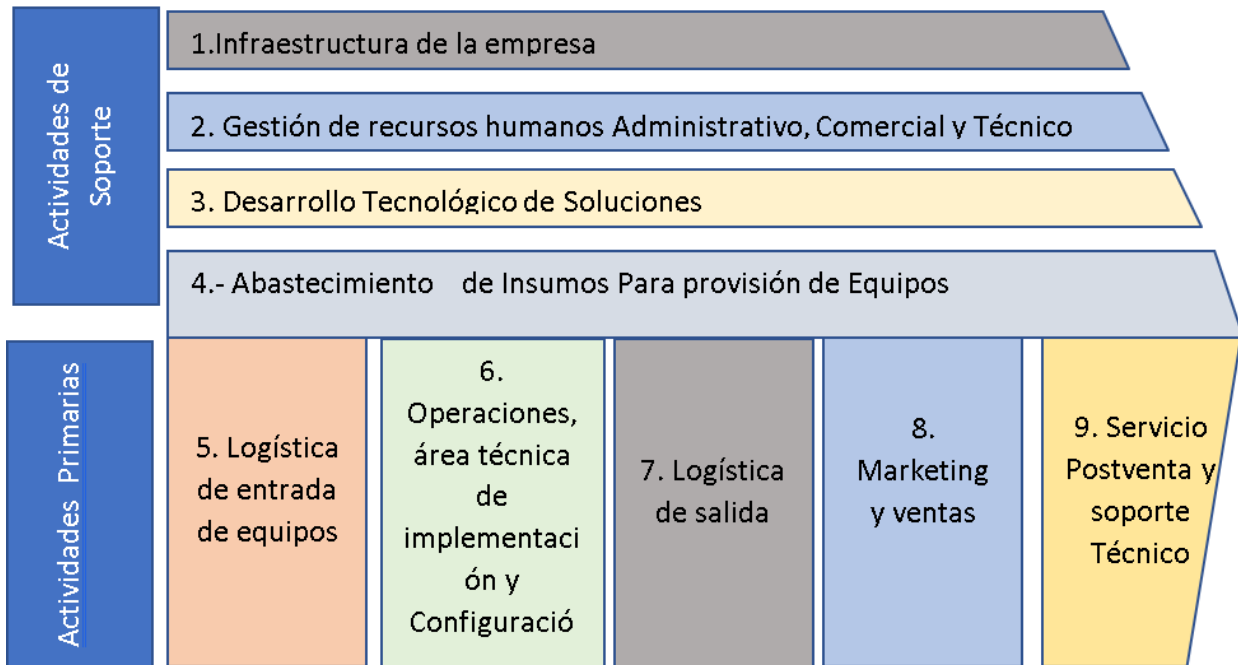 Actividades de
Soporte
1.Infraestructura de la empresa
2. Gestión de recursos humanos Administrativo, Comercial y Técnico
3. Desarrollo Tecnológico de Soluciones
4.- Abastecimiento de Insumos Para provisión de Equipos
Actividades Primarias
5. Logística
de entrada
de equipos
6.
Operaciones,
área técnica
de
implementaci
ón y
Configuració
7. Logística
de salida
8.
Marketing
y ventas
9. Servicio
Postventa y
soporte
Técnico